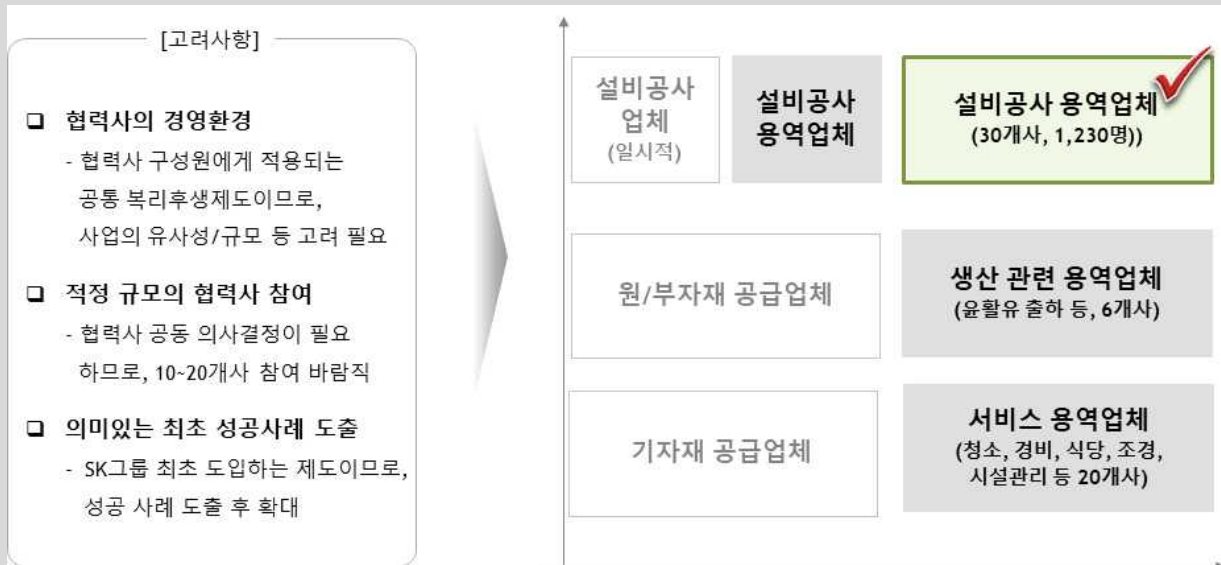 [고려사항]
❑ 협력사의 경영환경
- 협력사 구성원에게 적용되는
공통 복리후생제도이므로,
사업의 유사성/규모 등 고려 필요
❑ 적정 규모의 협력사 참여
- 협력사 공동 의사결정이 필요
하므로, 10~20개사 참여 바람직
❑ 의미있는 최초 성공사례 도출
- SK그룹 최초 도입하는 제도이므로,
성공 사례 도출 후 확대
설비공사
업체
(일시적)
설비공사
용역업체
설비공사 용역업체
(30개사, 1,230명))
원/부자재 공급업체
생산 관련 용역업체
(윤활유 출하 등, 6개사)
기자재 공급업체
서비스 용역업체
(청소, 경비, 식당, 조경,
시설관리 등 20개사)